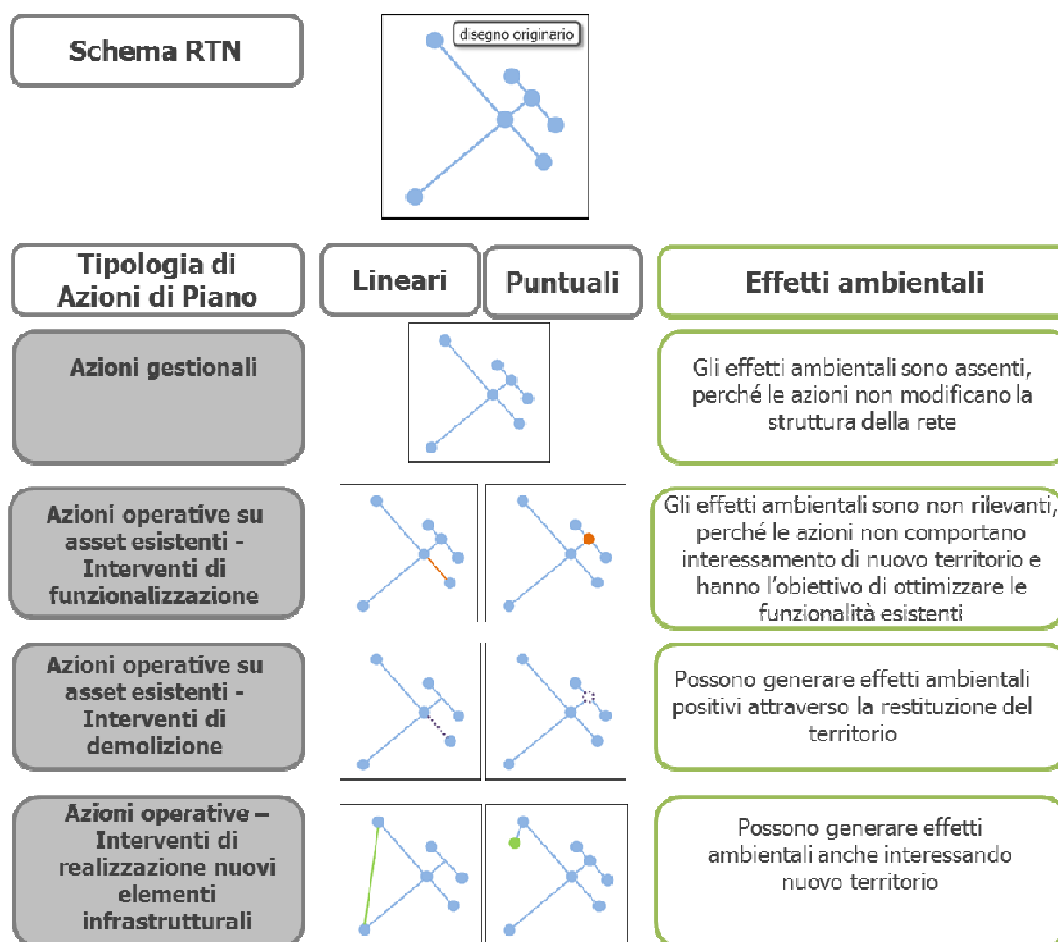 Schema RTN
disegno originario
Tipologia di
Azioni di Piano
Lineari
Puntuali
Effetti ambientali
Azioni gestionali
Gli effetti ambientali sono assenti,
perché le azioni non modificano la
struttura della rete
Azioni operative su
asset esistenti -
Interventi di
funzionalizzazione
Gli effetti ambientali sono non rilevanti,
perché le azioni non comportano
interessamento di nuovo territorio e
hanno l'obiettivo di ottimizzare le
funzionalità esistenti
Azioni operative su
asset esistenti -
Interventi di
demolizione
Possono generare effetti ambientali
positivi attraverso la restituzione del
territorio
Azioni operative –
Interventi di
realizzazione nuovi
elementi
infrastrutturali
Possono generare effetti
ambientali anche interessando
nuovo territorio